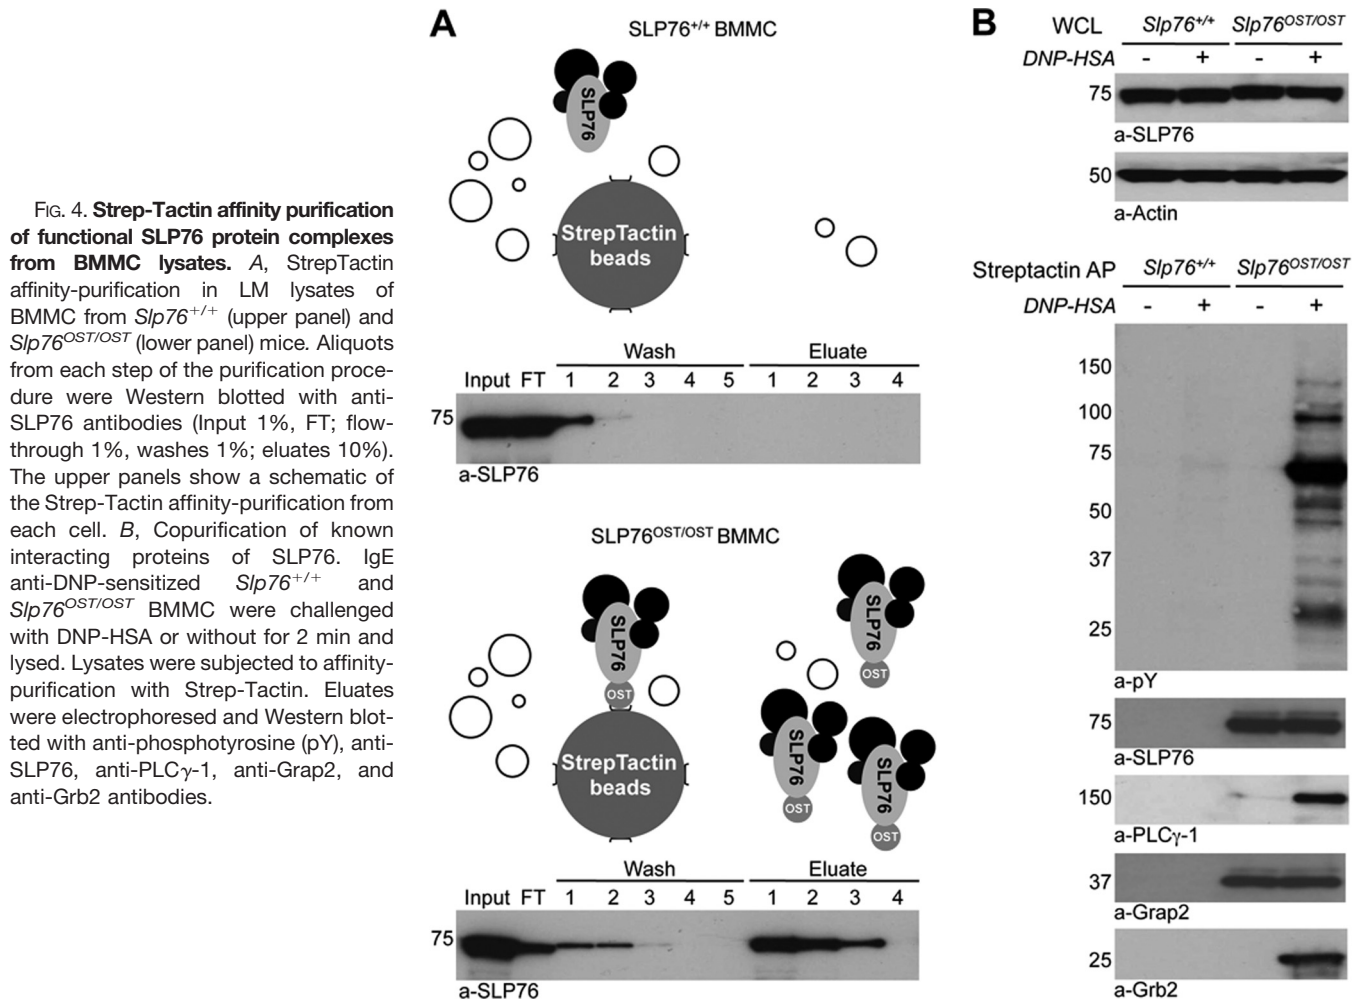 FIG. 4. Strep-Tactin affinity purification
of functional SLP76 protein complexes
from BMMC lysates. A, StrepTactin
affinity-purification in LM lysates of
BMMC from Slp76+/+ (upper panel) and
Slp76OST/OST (lower panel) mice. Aliquots
from each step of the purification proce-
dure were Western blotted with anti-
SLP76 antibodies (Input 1%, FT; flow-
through 1%, washes 1%; eluates 10%).
The upper panels show a schematic of
the Strep-Tactin affinity-purification from
each cell. B, Copurification of known
interacting proteins of SLP76. IgE
anti-DNP-sensitized Slp76+/+ and
Slp76OST/OST BMMC were challenged
with DNP-HSA or without for 2 min and
lysed. Lysates were subjected to affinity-
purification with Strep-Tactin. Eluates
were electrophoresed and Western blot-
ted with anti-phosphotyrosine (pY), anti-
SLP76, anti-PLCγ-1, anti-Grap2, and
anti-Grb2 antibodies.
A
SLP76+/+ BMMC
SLP76
StrepTactin
beads
Wash Eluate
Input FT 1 2 3 4 5 1 2 3 4
75
a-SLP76
SLP76OST/OST BMMC
SLP76
OST
StrepTactin
beads
SLP76
OST
SLP76
OST
SLP76
OST
Wash Eluate
Input FT 1 2 3 4 5 1 2 3 4
75
a-SLP76
B
WCL Slp76+/+ Slp76OST/OST
DNP-HSA - + - +
75
a-SLP76
50
a-Actin
Streptactin AP Slp76+/+ Slp76OST/OST
DNP-HSA - + - +
150
100
75
50
37
25
a-pY
75
a-SLP76
150
a-PLCγ-1
37
a-Grap2
25
a-Grb2